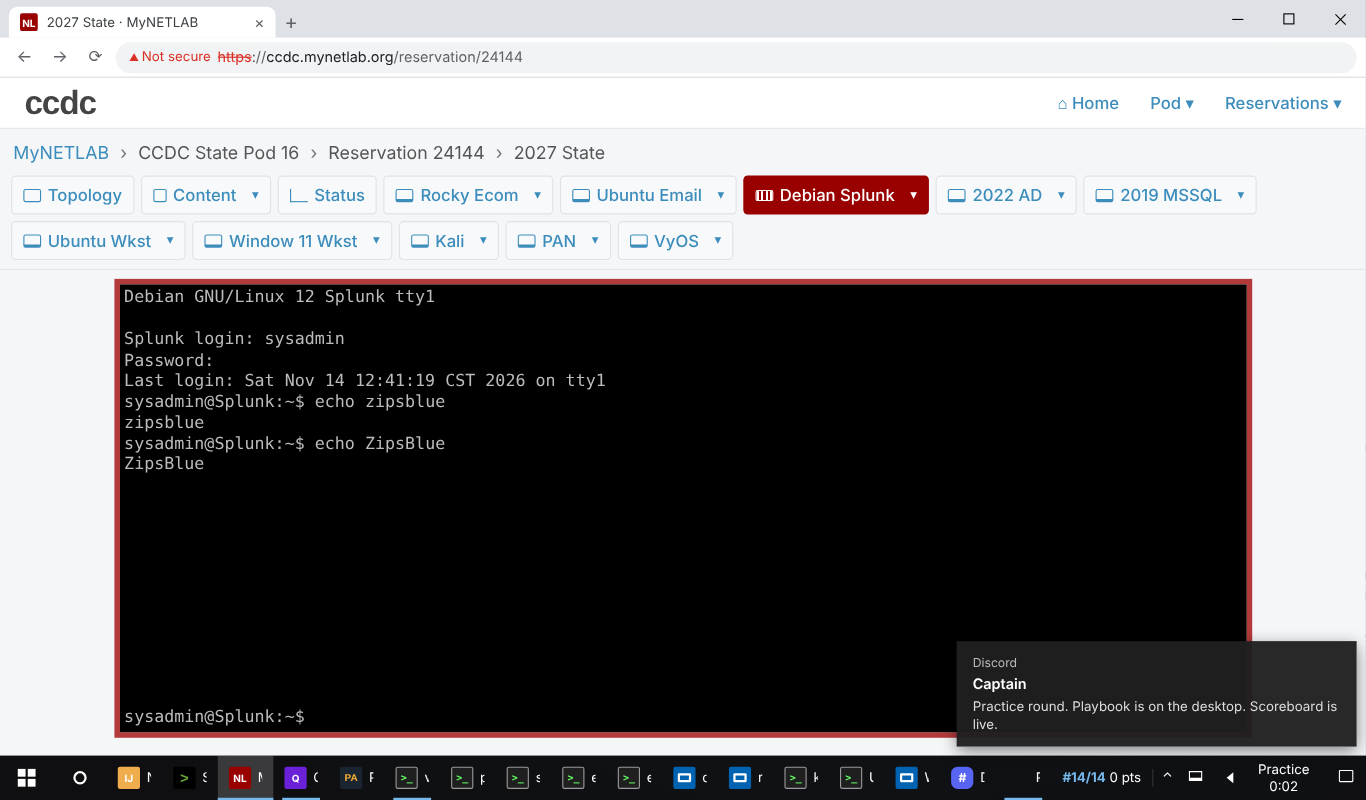 NL 2027 State · MyNETLAB × +
Not secure https://ccdc.mynetlab.org/reservation/24144
ccdc
Home Pod ▾ Reservations ▾
MyNETLAB › CCDC State Pod 16 › Reservation 24144 › 2027 State
Topology Content ▾ Status Rocky Ecom ▾ Ubuntu Email ▾ Debian Splunk ▾ 2022 AD ▾ 2019 MSSQL ▾
Ubuntu Wkst ▾ Window 11 Wkst ▾ Kali ▾ PAN ▾ VyOS ▾
Debian GNU/Linux 12 Splunk tty1
Splunk login: sysadmin
Password:
Last login: Sat Nov 14 12:41:19 CST 2026 on tty1
sysadmin@Splunk:~$ echo zipsblue
zipsblue
sysadmin@Splunk:~$ echo ZipsBlue
ZipsBlue
sysadmin@Splunk:~$
Discord
Captain
Practice round. Playbook is on the desktop. Scoreboard is
live.
IJ > NL Q PA >_ >_ >_ >_ >_ >_ >_ # #14/14 0 pts ^ Practice
0:02